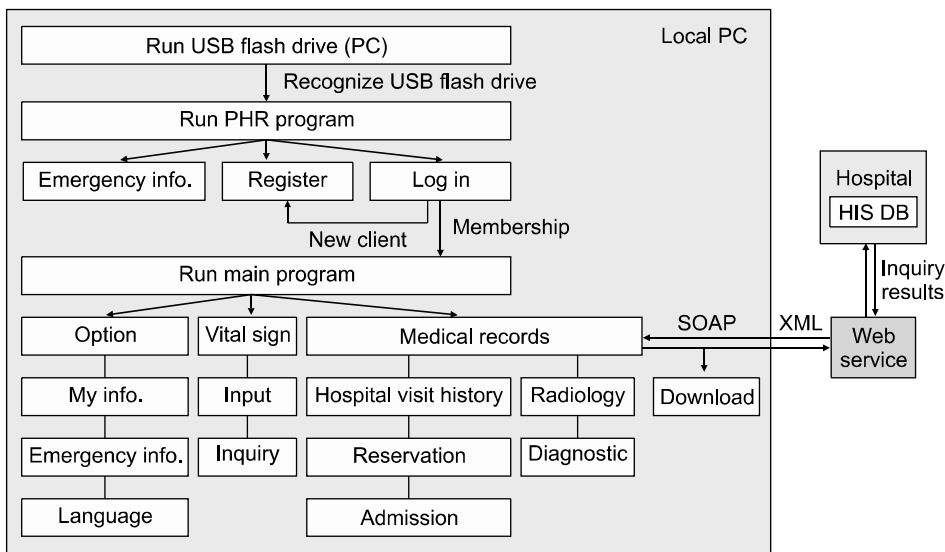 Local PC
Run USB flash drive (PC)
Recognize USB flash drive
Run PHR program
Emergency info.
Register
Log in
New client
Membership
Run main program
Option
Vital sign
Medical records
SOAP
XML
Web
service
Hospital
HIS DB
Inquiry
results
My info.
Input
Hospital visit history
Radiology
Download
Emergency info.
Inquiry
Reservation
Diagnostic
Language
Admission